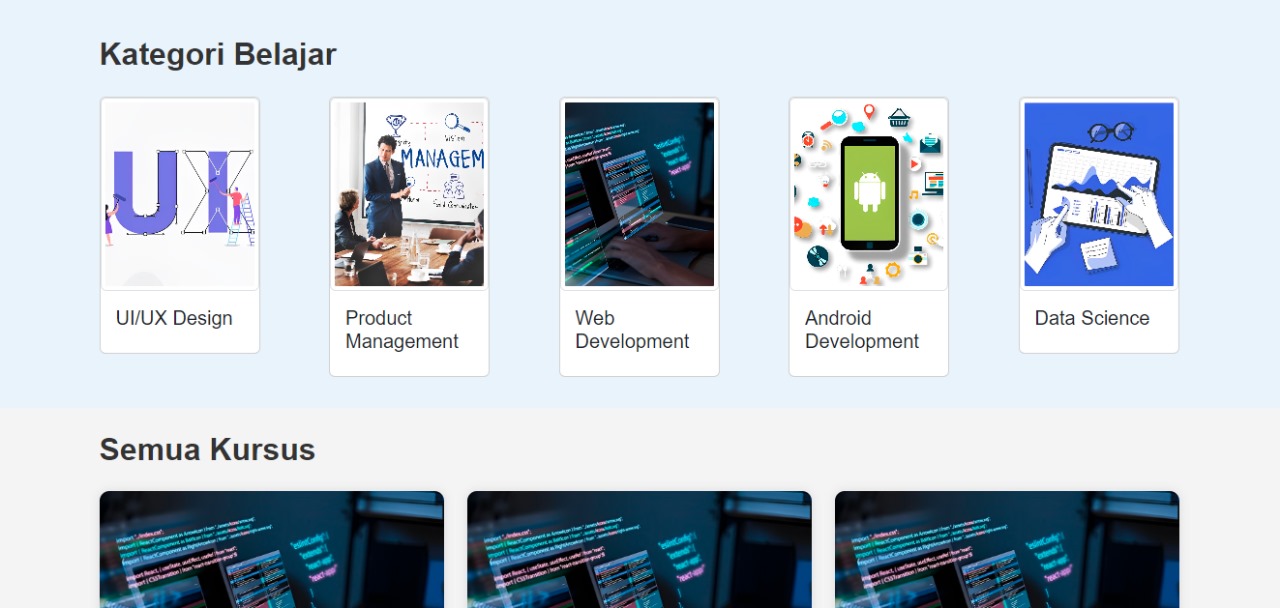 Kategori Belajar
UX
MANAGEM
UI/UX Design
Product
Management
Web
Development
Android
Development
Data Science
Semua Kursus